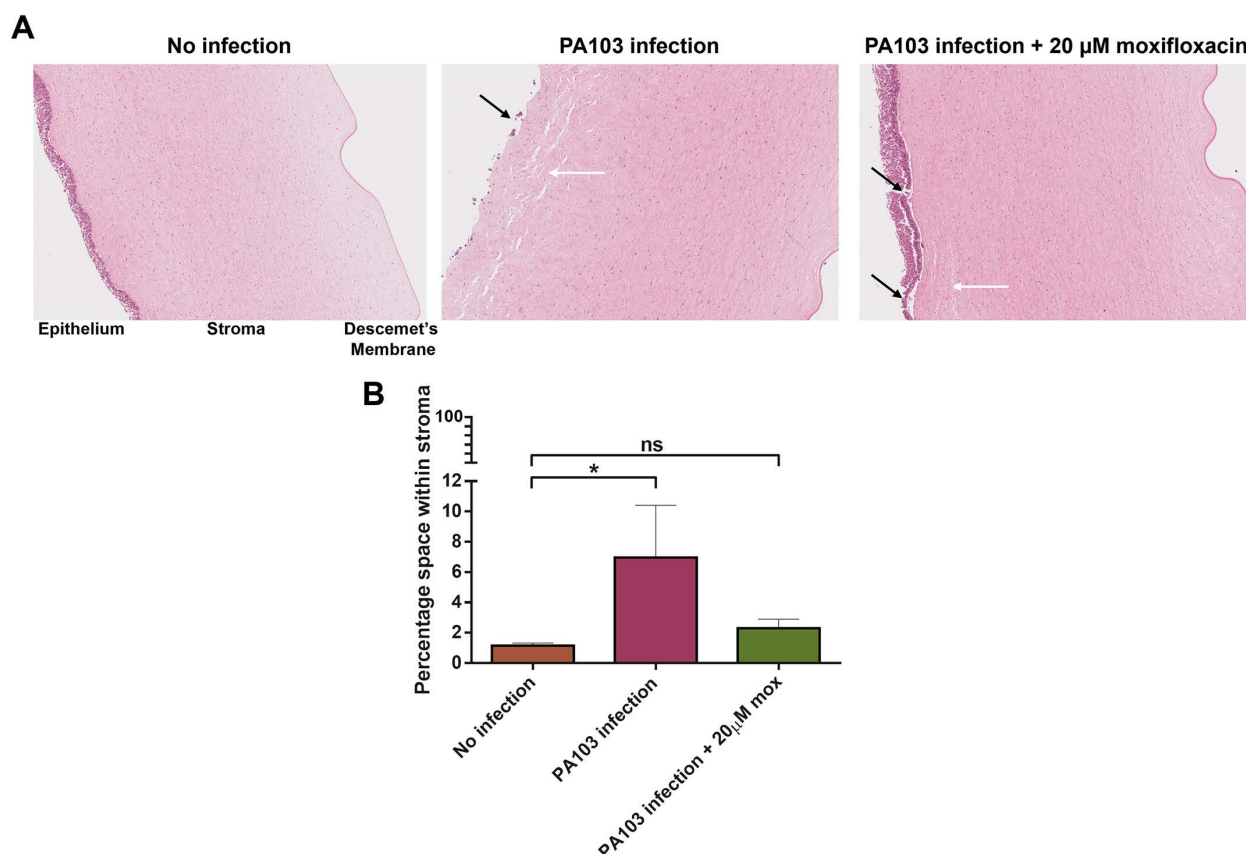 A
No infection
PA103 infection
PA103 infection + 20 µM moxifloxacin
Epithelium
Stroma
Descemet's
Membrane
B
Percentage space within stroma
100
12
10
8
6
4
2
0
ns
*
No infection
PA103 infection
PA103 infection + 20µM mox